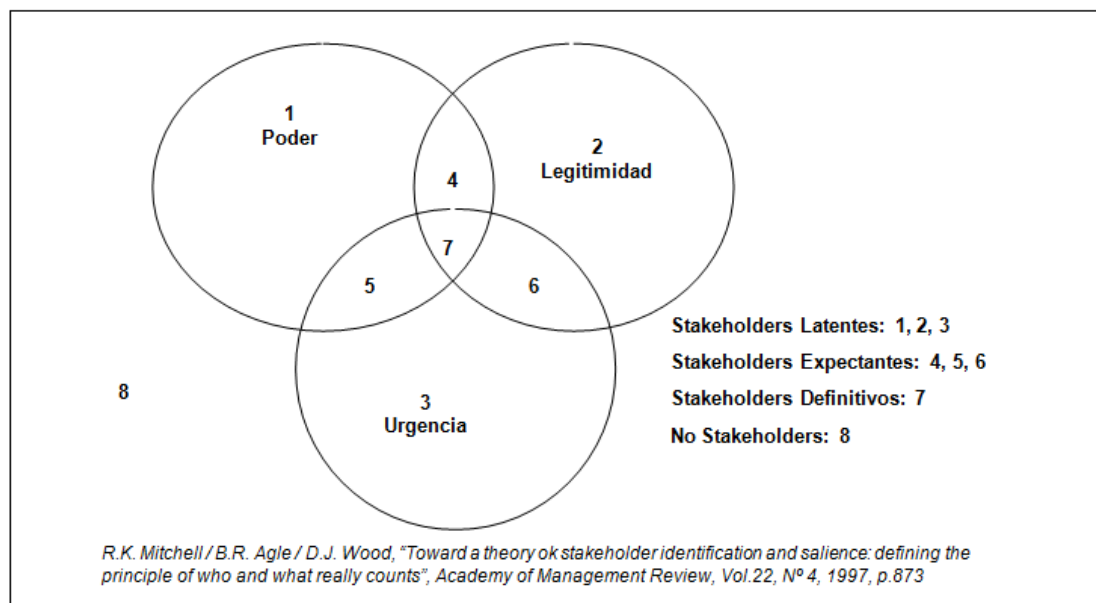 1
Poder
2
Legitimidad
4
7
5
6
Stakeholders Latentes: 1, 2, 3
Stakeholders Expectantes: 4, 5, 6
8
3
Urgencia
Stakeholders Definitivos: 7
No Stakeholders: 8
R.K. Mitchell / B.R. Agle / D.J. Wood, “Toward a theory ok stakeholder identification and salience: defining the
principle of who and what really counts”, Academy of Management Review, Vol.22, Nº 4, 1997, p.873